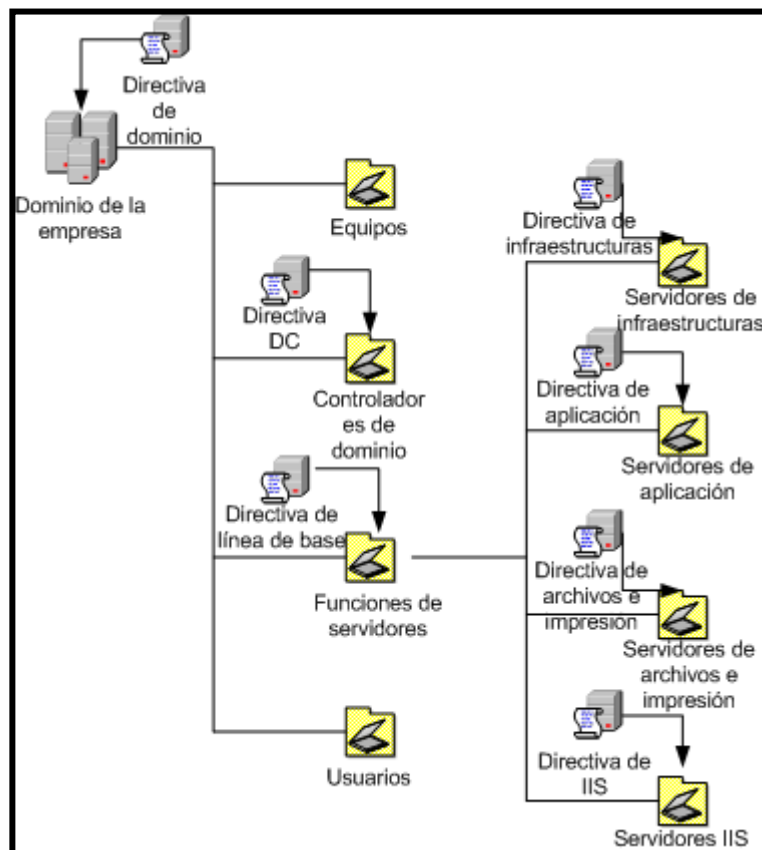 Directiva
de
dominio
Dominio de la
empresa
Equipos
Directiva
DC
Controlador
es de
dominio
Directiva de
línea de base
Funciones de
servidores
Usuarios
Directiva de
infraestructuras
Servidores de
infraestructuras
Directiva de
aplicación
Servidores de
aplicación
Directiva de
archivos e
impresión
Servidores de
archivos e
impresión
Directiva de
IIS
Servidores IIS